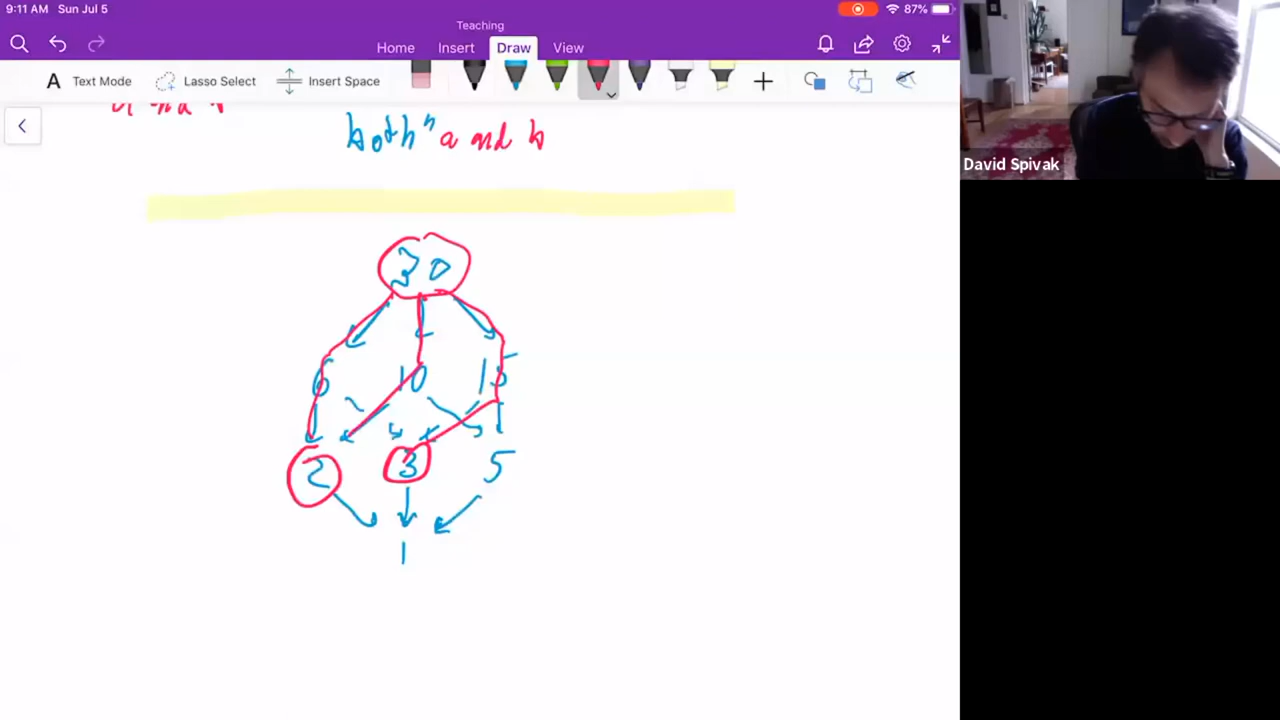 9:11 AM Sun Jul 5
87%
Teaching
Home Insert Draw View
Text Mode Lasso Select Insert Space
both" a and b
David Spivak
30
6 10 15
2 3 5
1